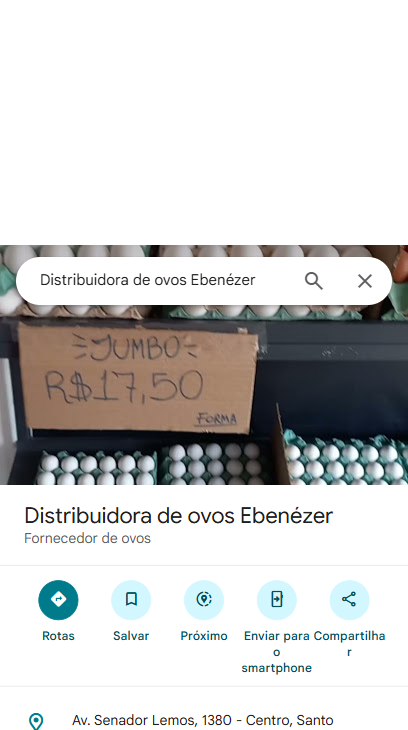 Distribuidora de ovos Ebenézer
JUMBO
R$17,50
FORMA
Distribuidora de ovos Ebenézer
Fornecedor de ovos
Rotas
Salvar
Próximo
Enviar para
o
smartphone
Compartilha
r
Av. Senador Lemos, 1380 - Centro, Santo